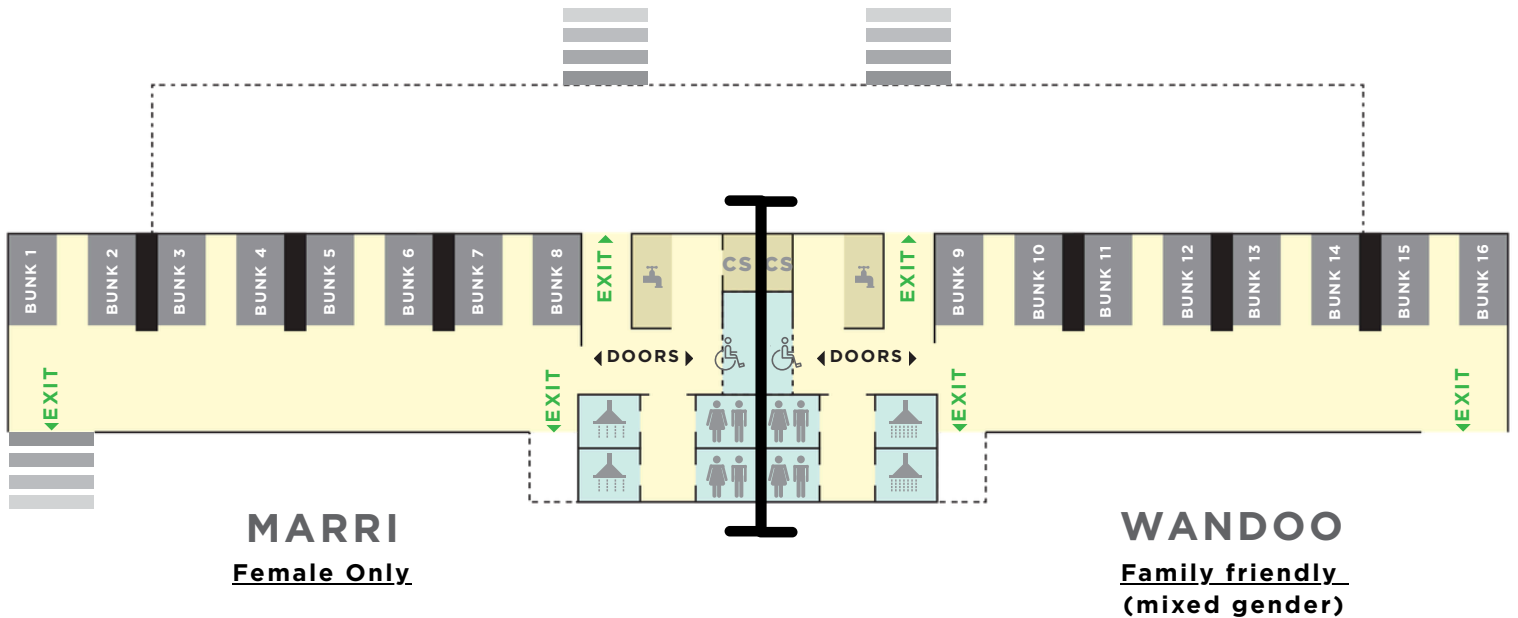 BUNK 1
BUNK 2
BUNK 3
BUNK 4
BUNK 5
BUNK 6
BUNK 7
BUNK 8
EXIT
CS
CS
EXIT
BUNK 9
BUNK 10
BUNK 11
BUNK 12
BUNK 13
BUNK 14
BUNK 15
BUNK 16
DOORS
DOORS
EXIT
EXIT
EXIT
EXIT
MARRI
Female Only
WANDOO
Family friendly
(mixed gender)